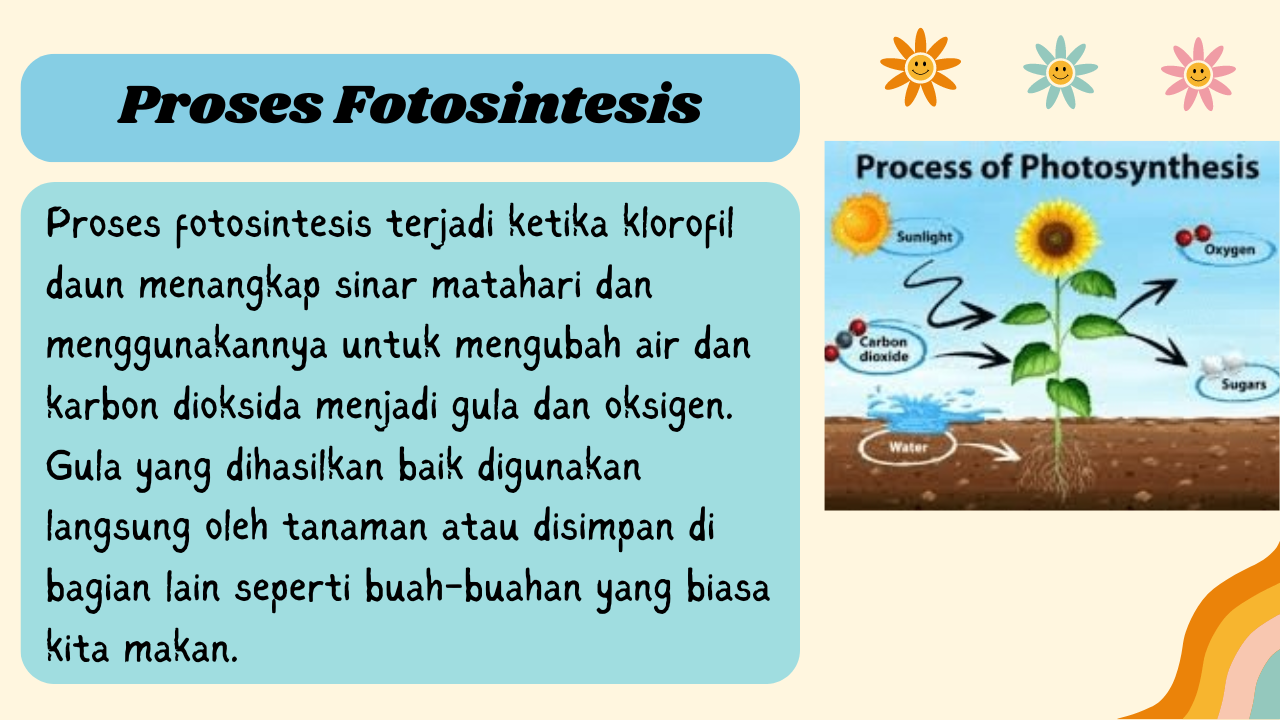 Proses Fotosintesis
Proses fotosintesis terjadi ketika klorofil
daun menangkap sinar matahari dan
menggunakannya untuk mengubah air dan
karbon dioksida menjadi gula dan oksigen.
Gula yang dihasilkan baik digunakan
langsung oleh tanaman atau disimpan di
bagian lain seperti buah-buahan yang biasa
kita makan.
Process of Photosynthesis
Sunlight
Oxygen
Carbon
dioxide
Sugars
Water